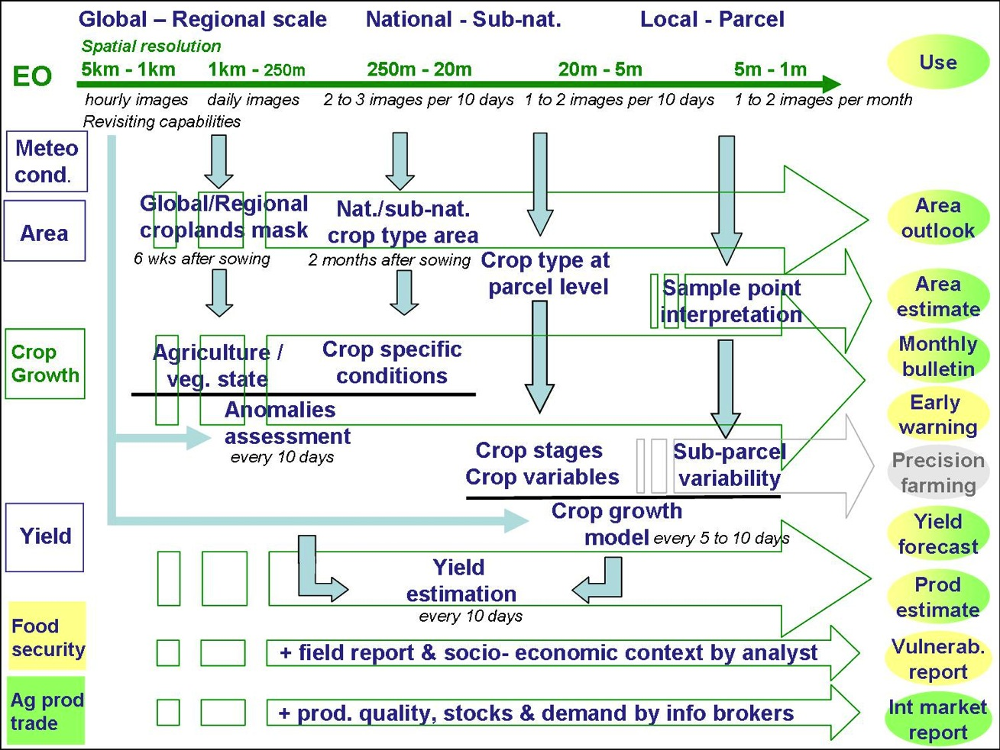 Global – Regional scale
National - Sub-nat.
Local - Parcel
Spatial resolution
EO
5km - 1km
1km - 250m
250m - 20m
20m - 5m
5m - 1m
Use
hourly images
daily images
2 to 3 images per 10 days
1 to 2 images per 10 days
1 to 2 images per month
Revisiting capabilities
Meteo
cond.
Area
Global/Regional
croplands mask
6 wks after sowing
Nat./sub-nat.
crop type area
2 months after sowing
Crop type at
parcel level
Sample point
interpretation
Area
outlook
Area
estimate
Crop
Growth
Agriculture /
veg. state
Crop specific
conditions
Anomalies
assessment
every 10 days
Monthly
bulletin
Early
warning
Crop stages
Crop variables
Sub-parcel
variability
Precision
farming
Yield
Crop growth
model every 5 to 10 days
Yield
estimation
every 10 days
Yield
forecast
Prod
estimate
Food
security
+ field report & socio- economic context by analyst
Vulnerab.
report
Ag prod
trade
+ prod. quality, stocks & demand by info brokers
Int market
report